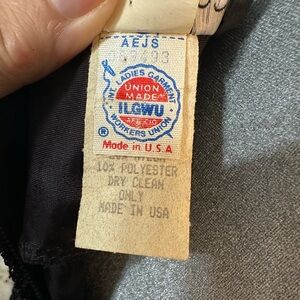 AEJS
INT. LADIES GARMENT
UNION
MADE
ILGWU
AFL-CIO
WORKERS UNION
®
Made in U.S.A
10% POLYESTER
DRY CLEAN
ONLY
MADE IN USA